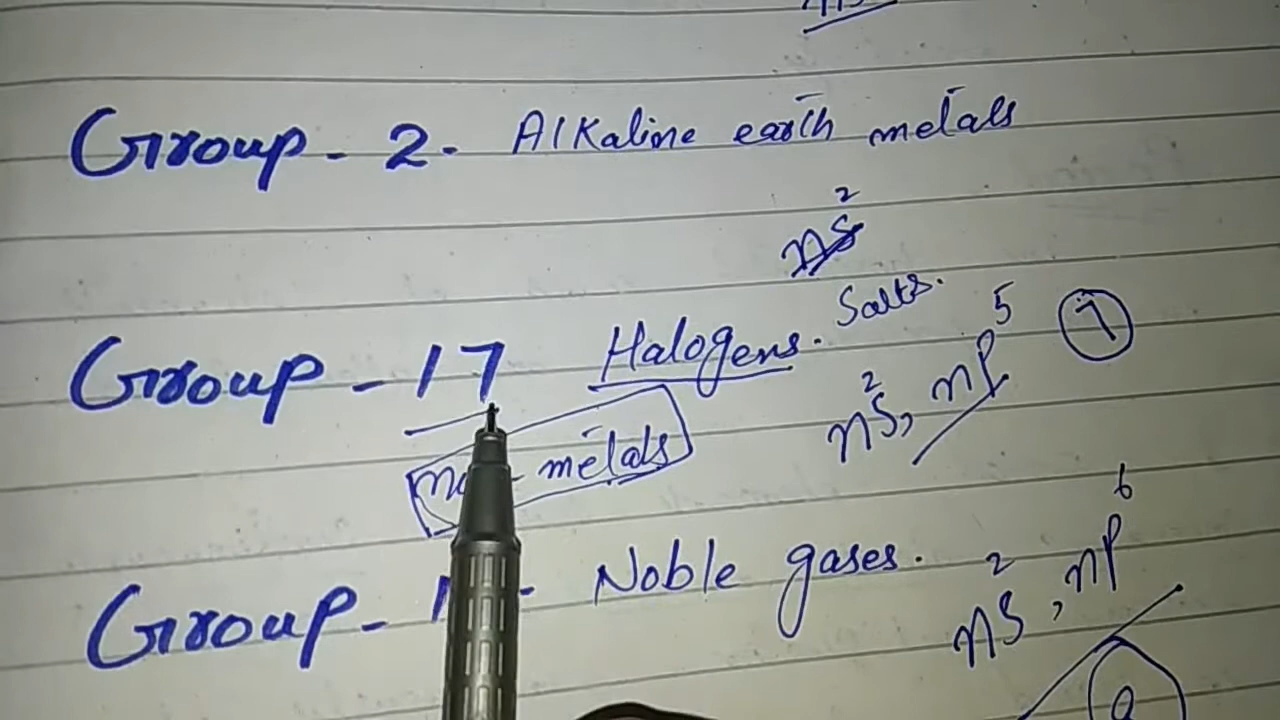 Group - 2. Alkaline earth metals
ns²
Group - 17 Halogens. Salts.
ns², np⁵ 7
metals
Group - Noble gases.
ns², np⁶